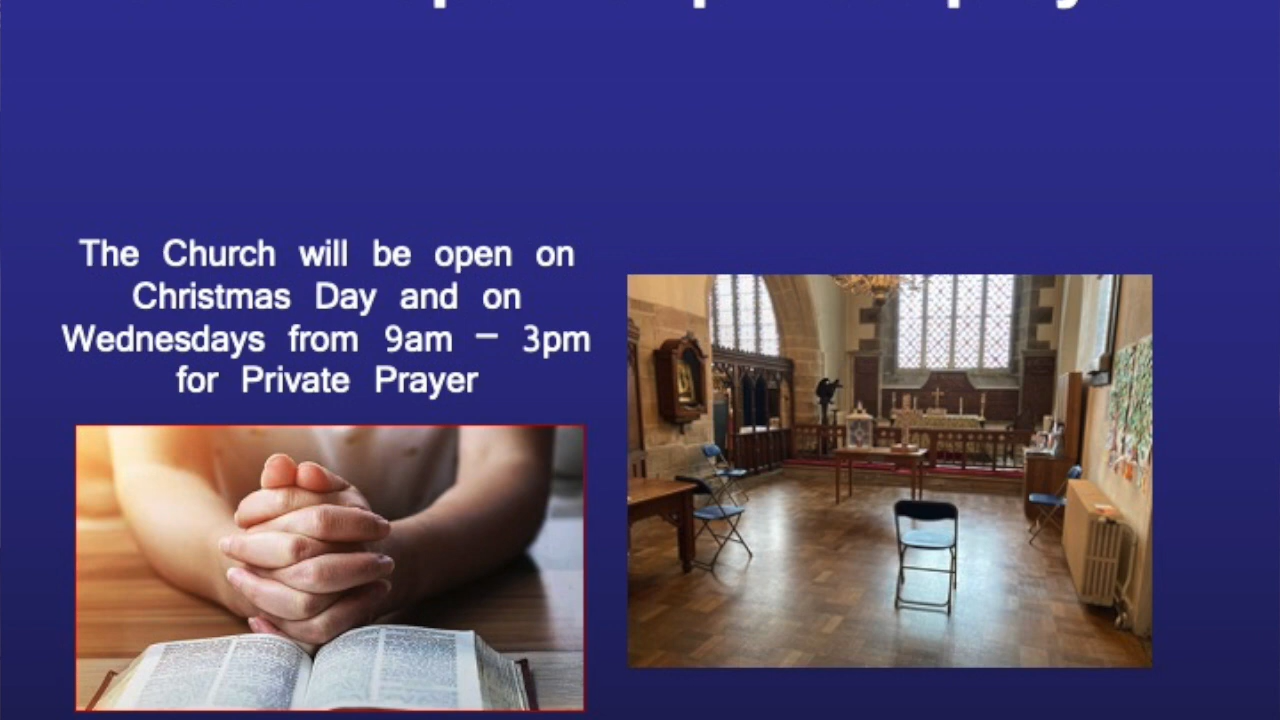 The Church will be open on
Christmas Day and on
Wednesdays from 9am – 3pm
for Private Prayer